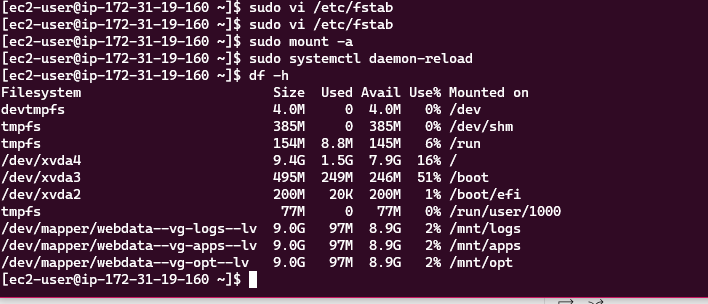 [ec2-user@ip-172-31-19-160 ~]$ sudo vi /etc/fstab
[ec2-user@ip-172-31-19-160 ~]$ sudo vi /etc/fstab
[ec2-user@ip-172-31-19-160 ~]$ sudo mount -a
[ec2-user@ip-172-31-19-160 ~]$ sudo systemctl daemon-reload
[ec2-user@ip-172-31-19-160 ~]$ df -h
Filesystem                         Size  Used Avail Use% Mounted on
devtmpfs                           4.0M     0  4.0M   0% /dev
tmpfs                              385M     0  385M   0% /dev/shm
tmpfs                              154M  8.8M  145M   6% /run
/dev/xvda4                         9.4G  1.5G  7.9G  16% /
/dev/xvda3                         495M  249M  246M  51% /boot
/dev/xvda2                         200M   20K  200M   1% /boot/efi
tmpfs                               77M     0   77M   0% /run/user/1000
/dev/mapper/webdata--vg-logs--lv   9.0G   97M  8.9G   2% /mnt/logs
/dev/mapper/webdata--vg-apps--lv   9.0G   97M  8.9G   2% /mnt/apps
/dev/mapper/webdata--vg-opt--lv    9.0G   97M  8.9G   2% /mnt/opt
[ec2-user@ip-172-31-19-160 ~]$